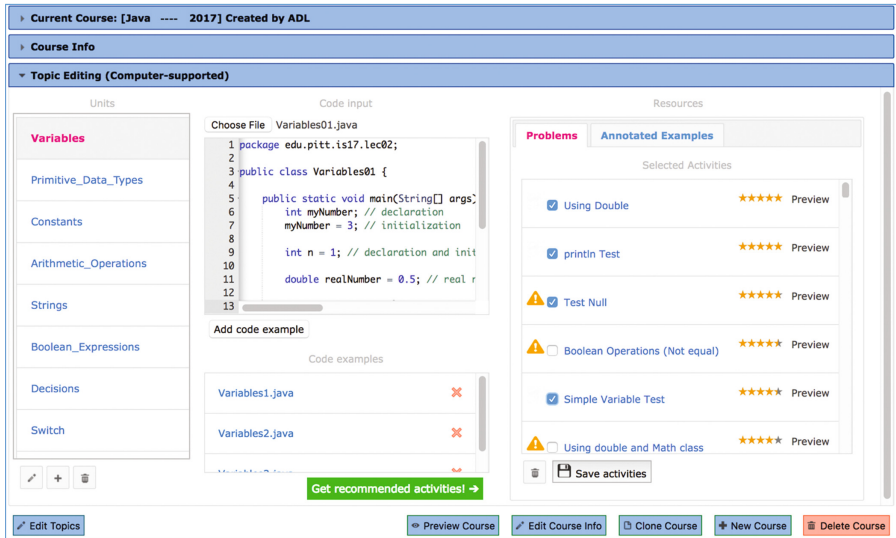 Current Course: [Java ---- 2017] Created by ADL
Course Info
Topic Editing (Computer-supported)
Units
Variables
Primitive_Data_Types
Constants
Arithmetic_Operations
Strings
Boolean_Expressions
Decisions
Switch
Code input
Choose File Variables01.java
1 package edu.pitt.is17.lec02;
2
3 public class Variables01 {
4
5 public static void main(String[] args)
6 int myNumber; // declaration
7 myNumber = 3; // initialization
8
9 int n = 1; // declaration and init
10
11 double realNumber = 0.5; // real
12
13
Add code example
Code examples
Variables1.java
Variables2.java
Get recommended activities! →
Resources
Problems Annotated Examples
Selected Activities
Using Double Preview
println Test Preview
Test Null Preview
Boolean Operations (Not equal) Preview
Simple Variable Test Preview
Using double and Math class Preview
Save activities
Edit Topics
Preview Course
Edit Course Info
Clone Course
New Course
Delete Course